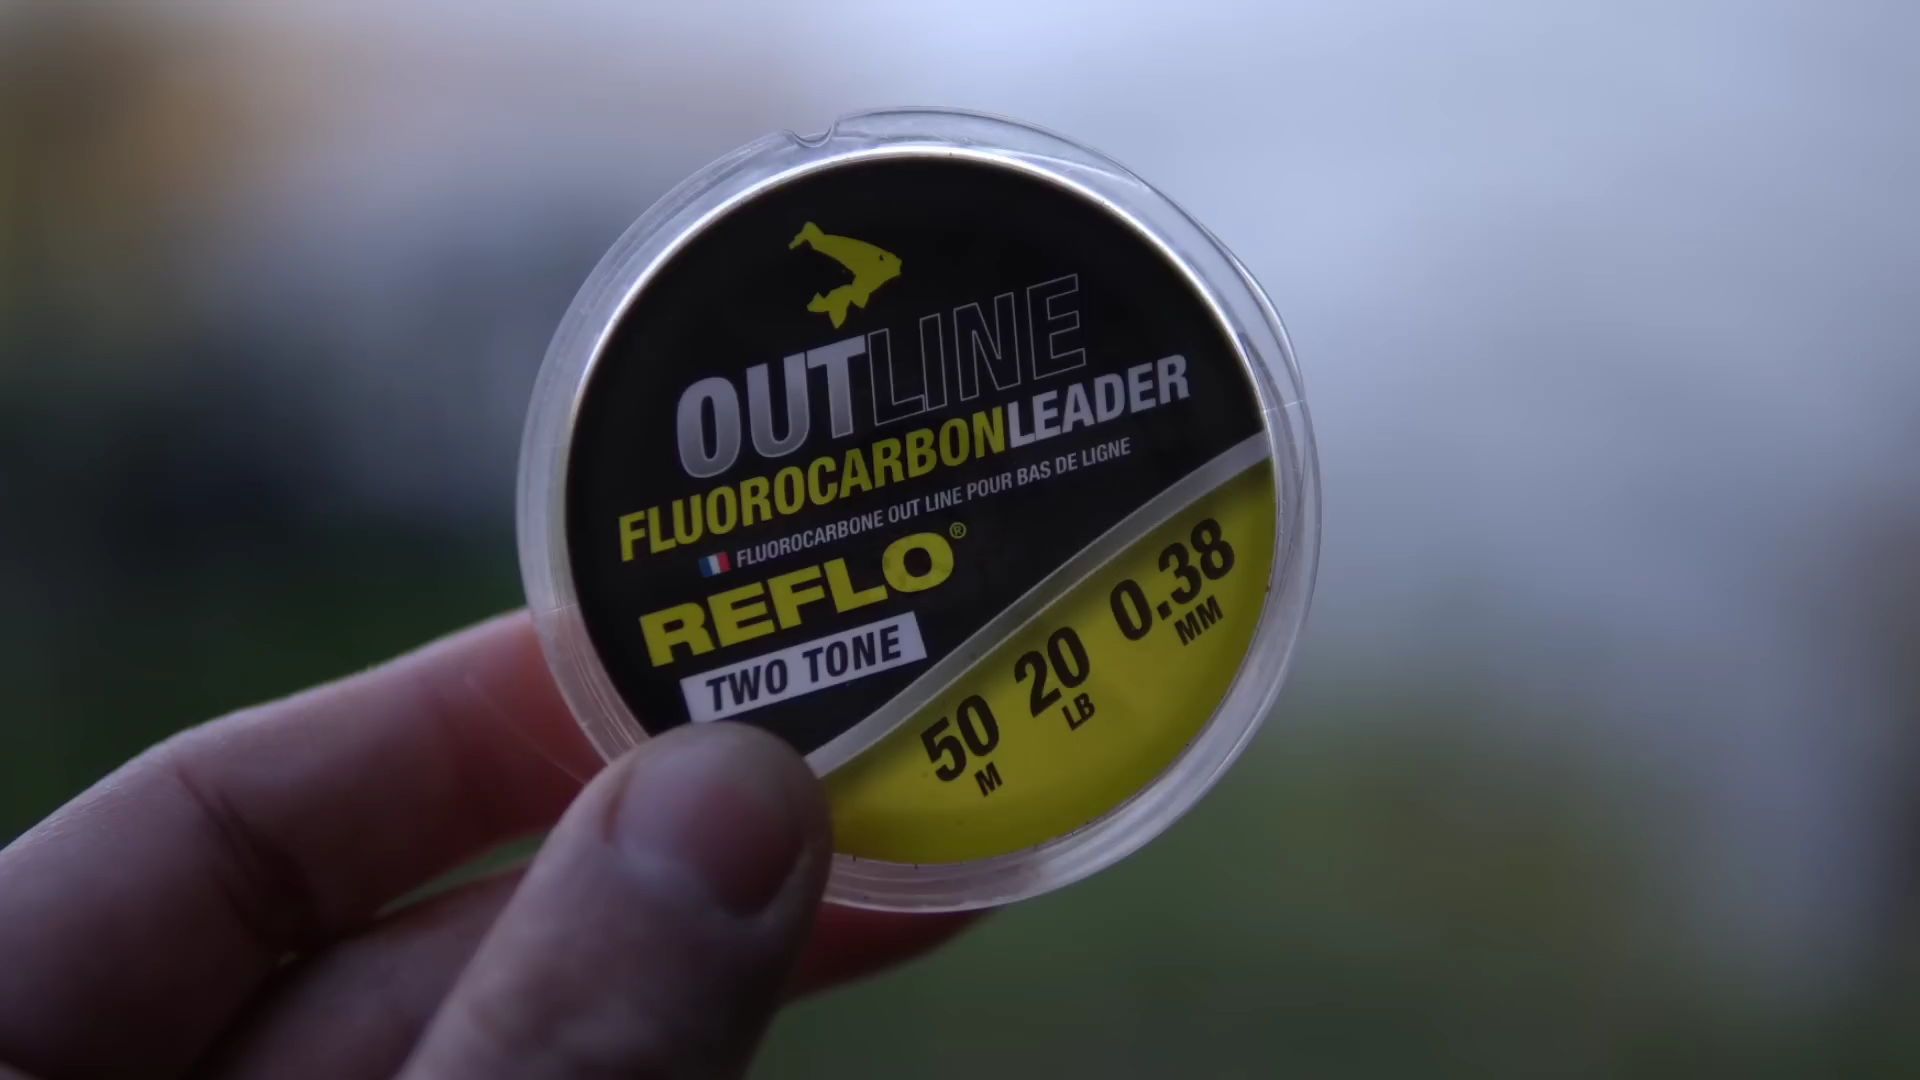 OUTLINE
FLUOROCARBONLEADER
FLUOROCARBONE OUT LINE POUR BAS DE LIGNE
REFLO®
TWO TONE
50 M 20 LB 0.38 MM